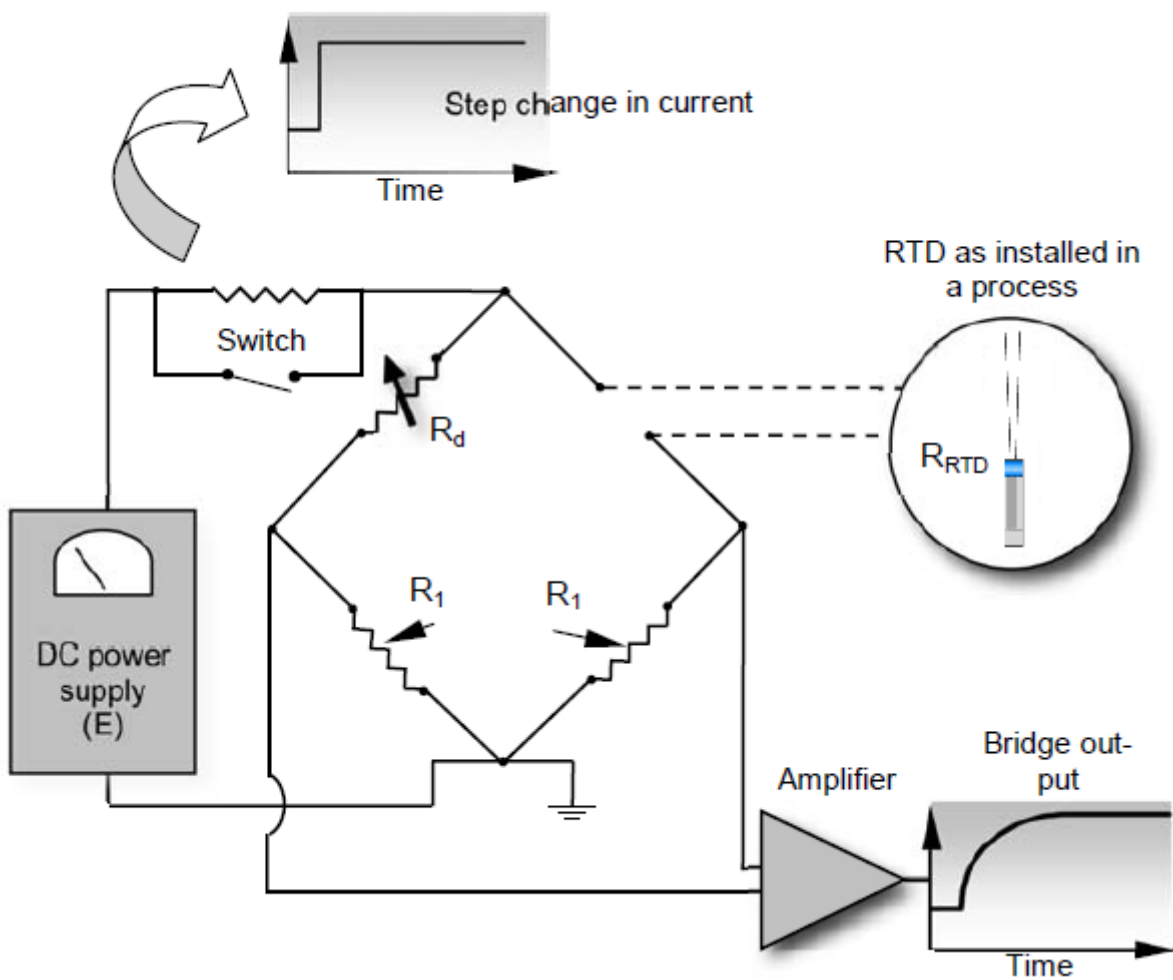 Step change in current
Time
RTD as installed in
a process
Switch
R_d
R_RTD
R_1
R_1
DC power
supply
(E)
Amplifier
Bridge out-
put
Time